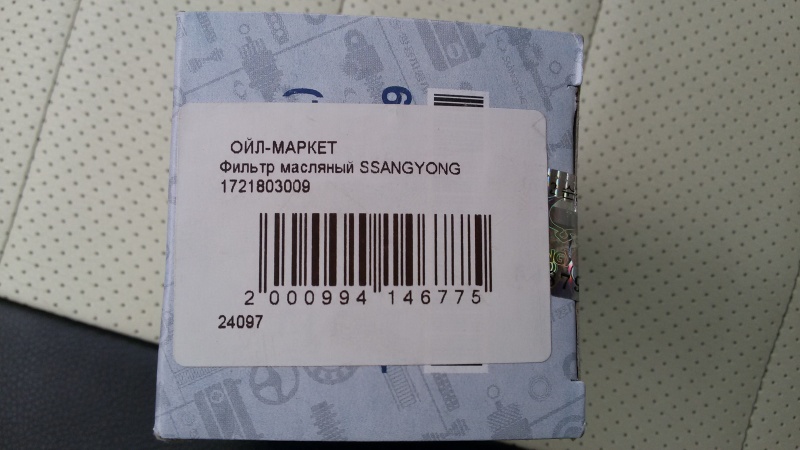 ОЙЛ-МАРКЕТ
Фильтр масляный SSANGYONG
1721803009
2 000994 146775
24097